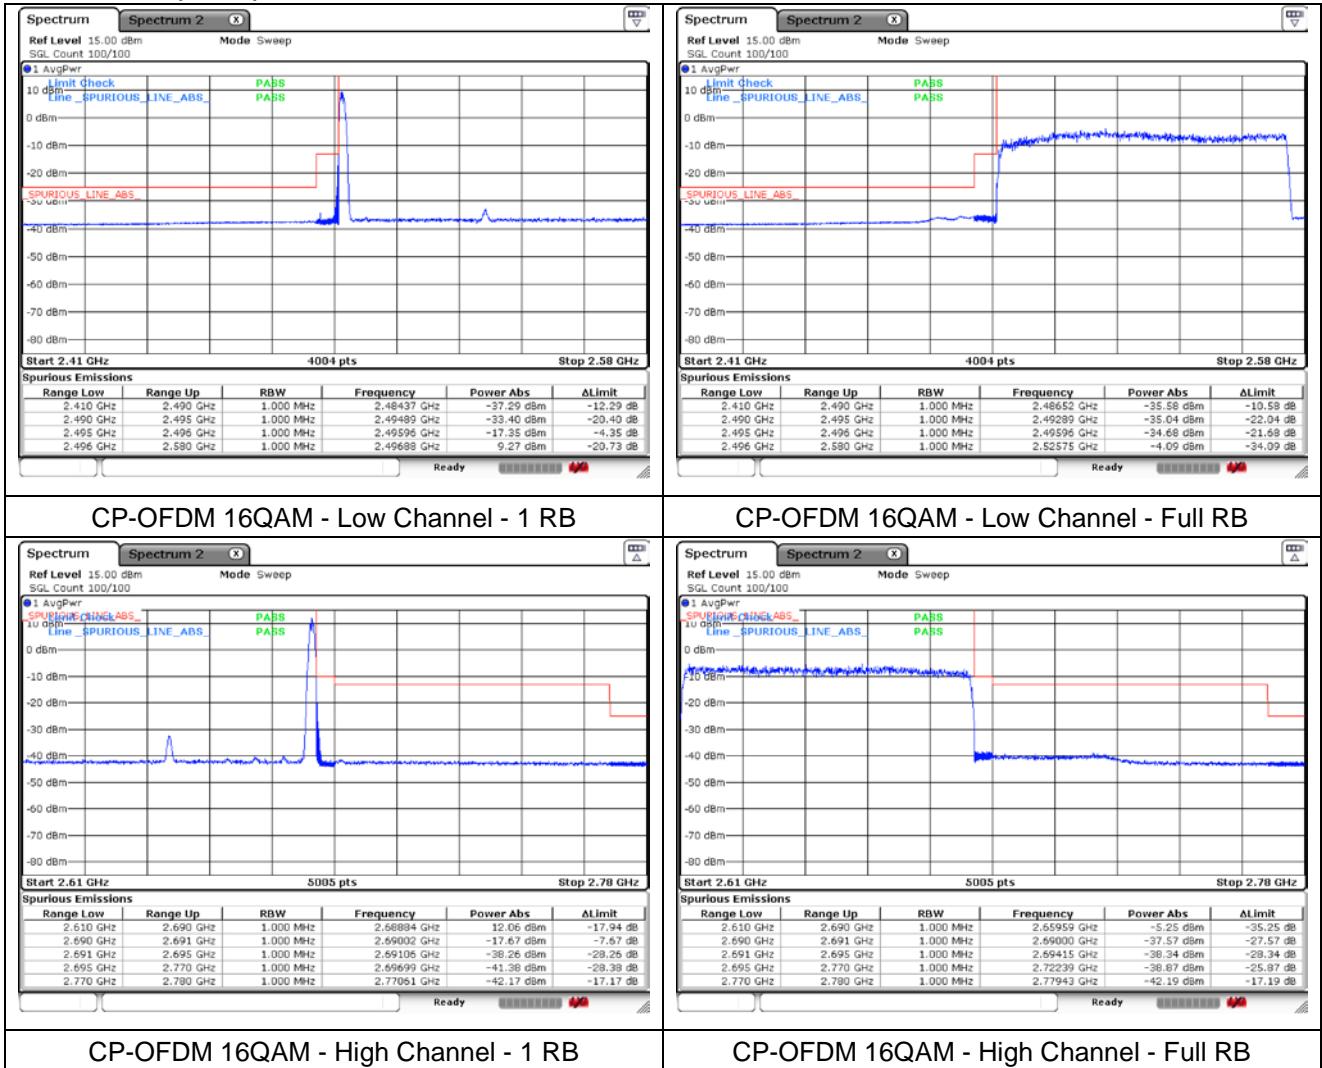 Spectrum Spectrum 2 X
Ref Level 15.00 dBm Mode Sweep
SGL Count 100/100
1 AvgPwr
Limit Check PASS
10 dBm
Line _SPURIOUS_LINE_ABS_ PASS
0 dBm
-10 dBm
-20 dBm
_SPURIOUS_LINE_ABS_
-30 dBm
-40 dBm
-50 dBm
-60 dBm
-70 dBm
-80 dBm
Start 2.41 GHz 4004 pts Stop 2.58 GHz
Spurious Emissions
Range Low Range Up RBW Frequency Power Abs ΔLimit
2.410 GHz 2.490 GHz 1.000 MHz 2.48437 GHz -37.29 dBm -12.29 dB
2.490 GHz 2.495 GHz 1.000 MHz 2.49489 GHz -33.40 dBm -20.40 dB
2.495 GHz 2.496 GHz 1.000 MHz 2.49596 GHz -17.35 dBm -4.35 dB
2.496 GHz 2.580 GHz 1.000 MHz 2.49688 GHz 9.27 dBm -20.73 dB
Ready
CP-OFDM 16QAM - Low Channel - 1 RB
Spectrum Spectrum 2 X
Ref Level 15.00 dBm Mode Sweep
SGL Count 100/100
1 AvgPwr
Limit Check PASS
10 dBm
Line _SPURIOUS_LINE_ABS_ PASS
0 dBm
-10 dBm
-20 dBm
_SPURIOUS_LINE_ABS_
-30 dBm
-40 dBm
-50 dBm
-60 dBm
-70 dBm
-80 dBm
Start 2.41 GHz 4004 pts Stop 2.58 GHz
Spurious Emissions
Range Low Range Up RBW Frequency Power Abs ΔLimit
2.410 GHz 2.490 GHz 1.000 MHz 2.48652 GHz -35.58 dBm -10.58 dB
2.490 GHz 2.495 GHz 1.000 MHz 2.49289 GHz -35.04 dBm -22.04 dB
2.495 GHz 2.496 GHz 1.000 MHz 2.49596 GHz -34.68 dBm -21.68 dB
2.496 GHz 2.580 GHz 1.000 MHz 2.52575 GHz -4.09 dBm -34.09 dB
Ready
CP-OFDM 16QAM - Low Channel - Full RB
Spectrum Spectrum 2 X
Ref Level 15.00 dBm Mode Sweep
SGL Count 100/100
1 AvgPwr
_SPURIOUS_LINE_ABS_
Limit Check PASS
10 dBm
Line _SPURIOUS_LINE_ABS_ PASS
0 dBm
-10 dBm
-20 dBm
-30 dBm
-40 dBm
-50 dBm
-60 dBm
-70 dBm
-80 dBm
Start 2.61 GHz 5005 pts Stop 2.78 GHz
Spurious Emissions
Range Low Range Up RBW Frequency Power Abs ΔLimit
2.610 GHz 2.690 GHz 1.000 MHz 2.68884 GHz 12.06 dBm -17.94 dB
2.690 GHz 2.691 GHz 1.000 MHz 2.69002 GHz -17.67 dBm -7.67 dB
2.691 GHz 2.695 GHz 1.000 MHz 2.69106 GHz -38.26 dBm -28.26 dB
2.695 GHz 2.770 GHz 1.000 MHz 2.69699 GHz -41.38 dBm -28.38 dB
2.770 GHz 2.780 GHz 1.000 MHz 2.77061 GHz -42.17 dBm -17.17 dB
Ready
CP-OFDM 16QAM - High Channel - 1 RB
Spectrum Spectrum 2 X
Ref Level 15.00 dBm Mode Sweep
SGL Count 100/100
1 AvgPwr
_SPURIOUS_LINE_ABS_
Limit Check PASS
10 dBm
Line _SPURIOUS_LINE_ABS_ PASS
0 dBm
-10 dBm
-20 dBm
-30 dBm
-40 dBm
-50 dBm
-60 dBm
-70 dBm
-80 dBm
Start 2.61 GHz 5005 pts Stop 2.78 GHz
Spurious Emissions
Range Low Range Up RBW Frequency Power Abs ΔLimit
2.610 GHz 2.690 GHz 1.000 MHz 2.65959 GHz -5.25 dBm -35.25 dB
2.690 GHz 2.691 GHz 1.000 MHz 2.69000 GHz -37.57 dBm -27.57 dB
2.691 GHz 2.695 GHz 1.000 MHz 2.69415 GHz -38.34 dBm -28.34 dB
2.695 GHz 2.770 GHz 1.000 MHz 2.72239 GHz -38.87 dBm -25.87 dB
2.770 GHz 2.780 GHz 1.000 MHz 2.77943 GHz -42.19 dBm -17.19 dB
Ready
CP-OFDM 16QAM - High Channel - Full RB